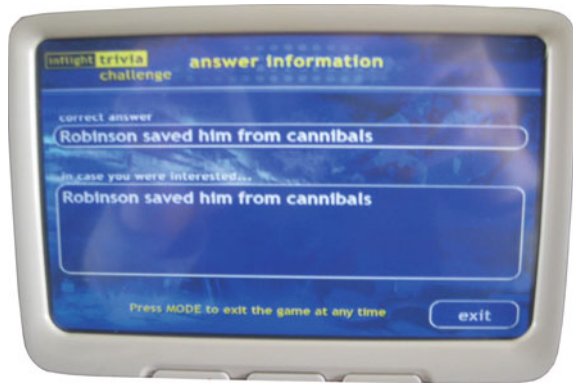 inflight trivia
challenge
answer information
correct answer
Robinson saved him from cannibals
in case you were interested...
Robinson saved him from cannibals
Press MODE to exit the game at any time
exit